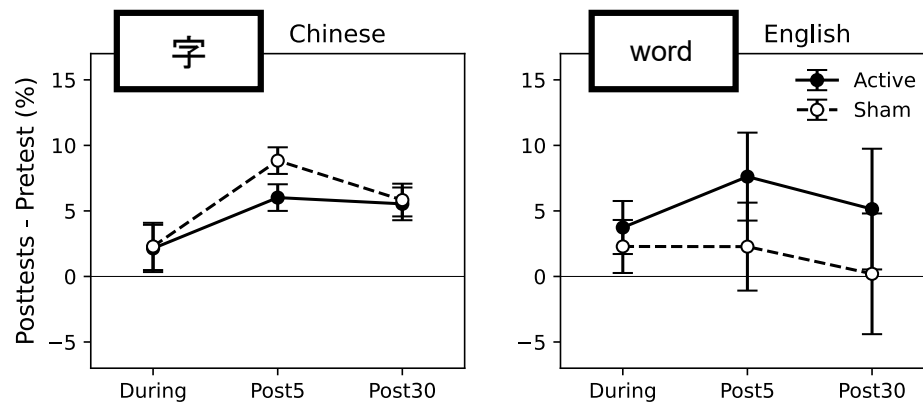 字
Chinese
Posttests - Pretest (%)
15
10
5
0
−5
During
Post5
Post30
word
English
Active
Sham
15
10
5
0
−5
During
Post5
Post30